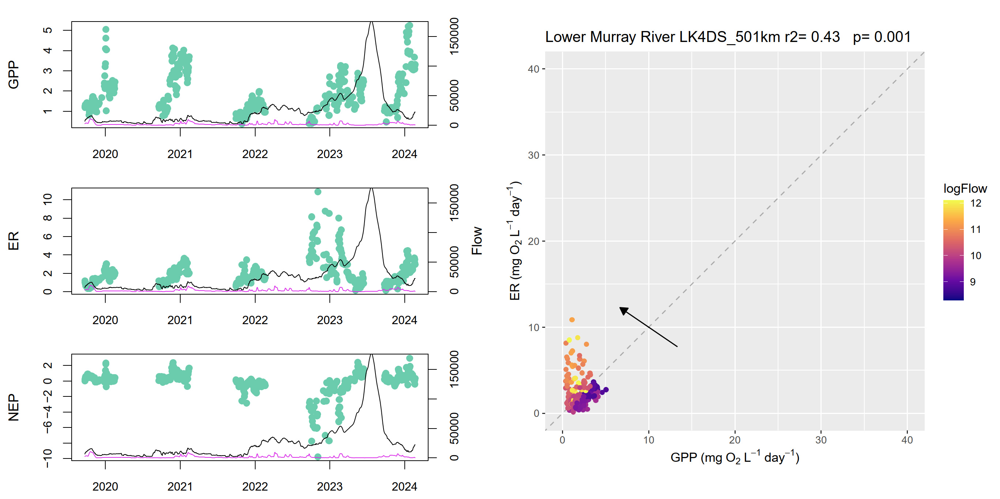 GPP
5
4
3
2
1
150000
50000
0
2020 2021 2022 2023 2024
ER
10
8
6
4
2
0
150000
50000
0
Flow
2020 2021 2022 2023 2024
NEP
2
0
−2
−4
−6
−10
150000
50000
0
2020 2021 2022 2023 2024
Lower Murray River LK4DS_501km r2= 0.43 p= 0.001
ER (mg O₂ L⁻¹ day⁻¹)
40
30
20
10
0
0 10 20 30 40
GPP (mg O₂ L⁻¹ day⁻¹)
logFlow
12
11
10
9